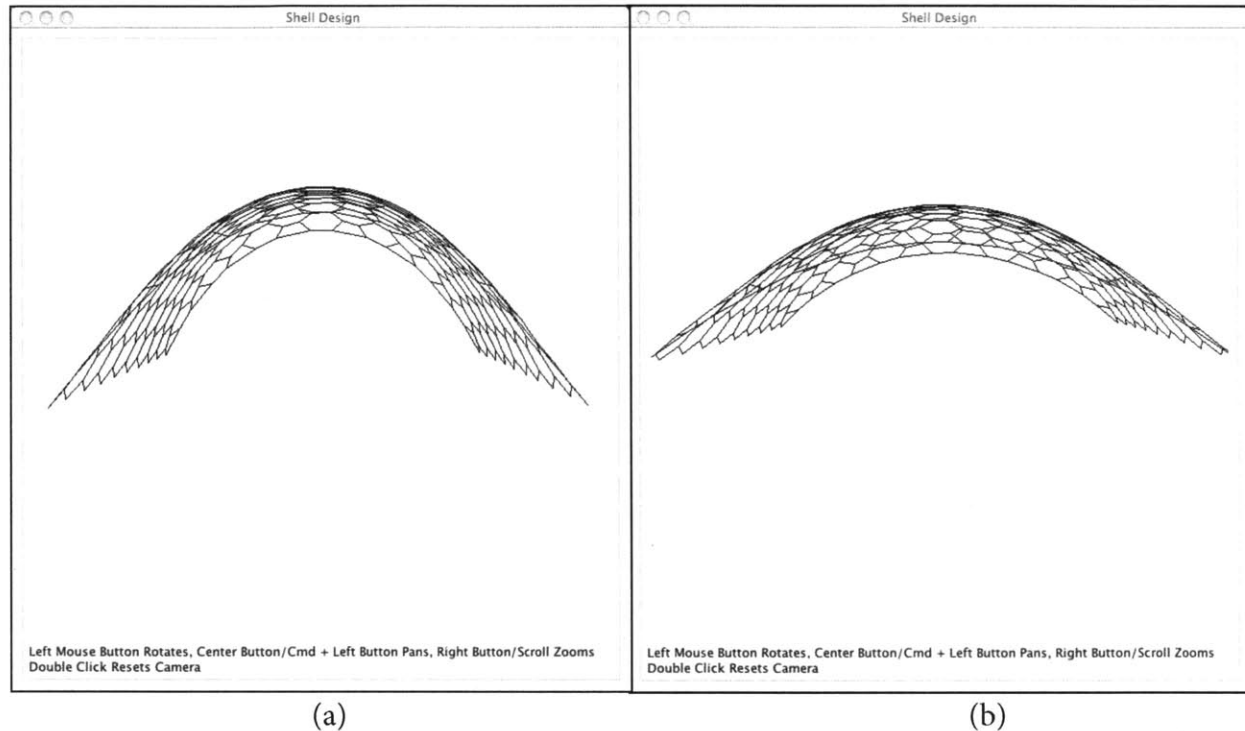 Shell Design
Left Mouse Button Rotates, Center Button/Cmd + Left Button Pans, Right Button/Scroll Zooms
Double Click Resets Camera
(a)
Shell Design
Left Mouse Button Rotates, Center Button/Cmd + Left Button Pans, Right Button/Scroll Zooms
Double Click Resets Camera
(b)